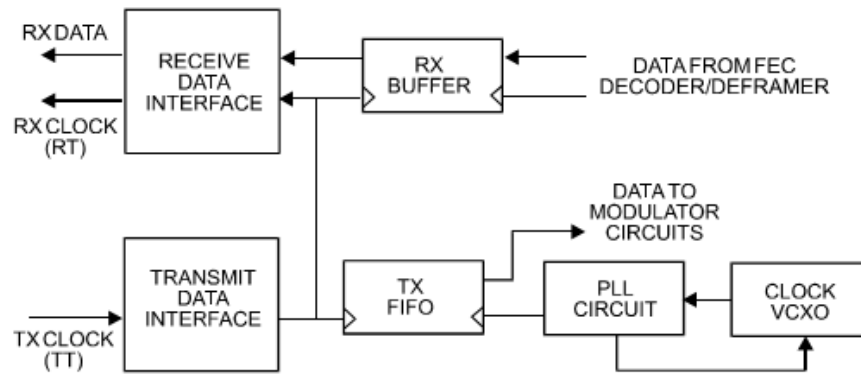 RX DATA
RECEIVE
DATA
INTERFACE
RX CLOCK
(RT)
RX
BUFFER
DATA FROM FEC
DECODER/DEFRAMER
DATA TO
MODULATOR
CIRCUITS
TRANSMIT
DATA
INTERFACE
TX CLOCK
(TT)
TX
FIFO
PLL
CIRCUIT
CLOCK
VCXO